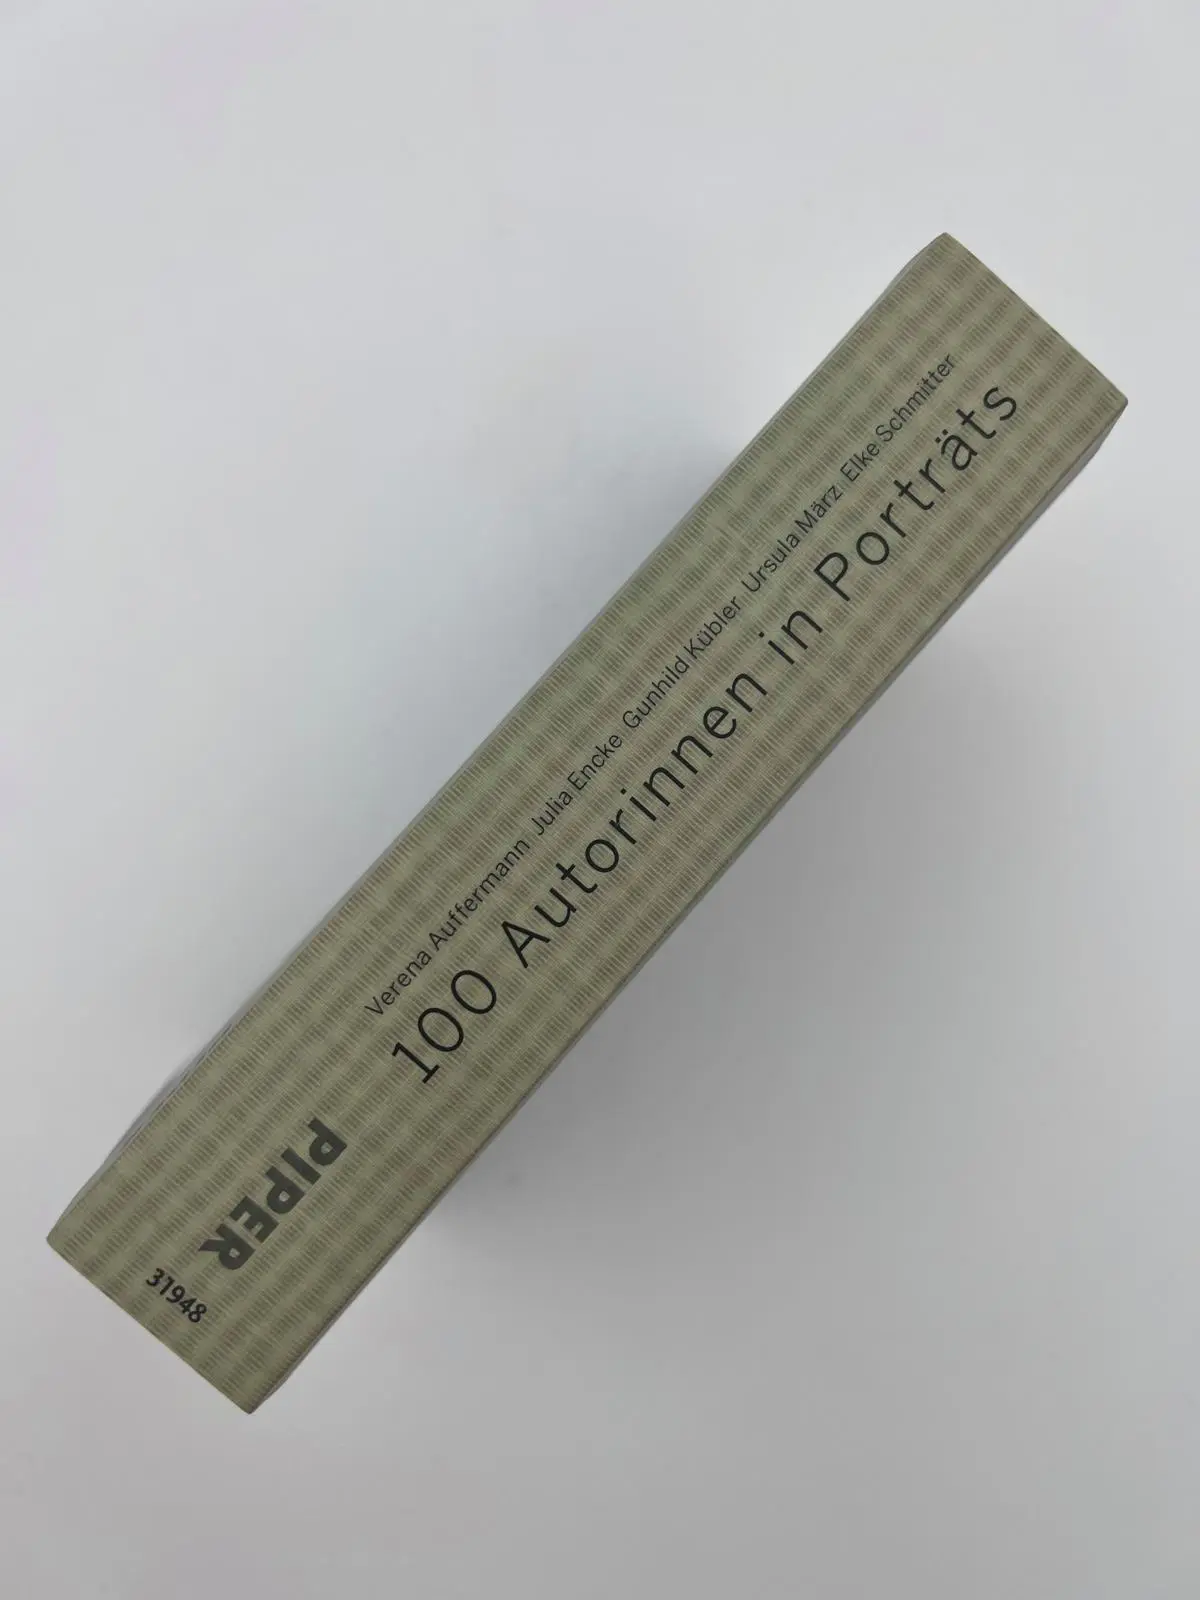 Verena Auffermann Julia Encke Gunhild Kübler Ursula März Elke Schmitter
100 Autorinnen in Porträts
PIPER
31948